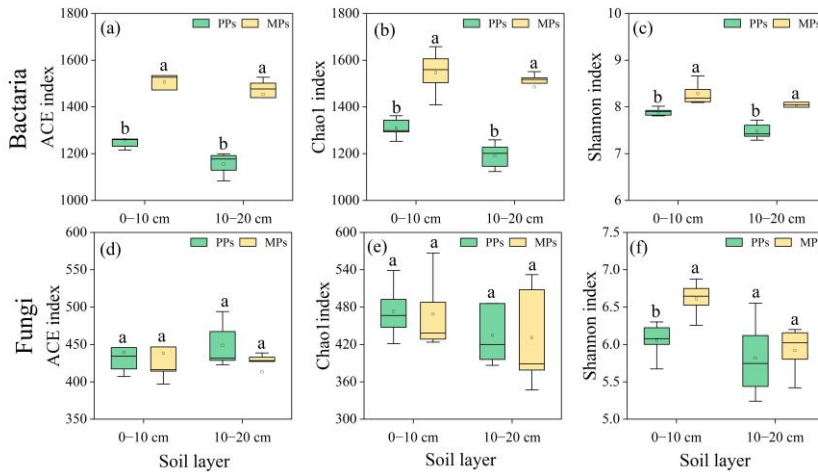 Bactaria
ACE index
1800
1600
1400
1200
1000
(a)
PPs
MPs
b
a
b
a
0−10 cm
10−20 cm
Chao1 index
1800
1600
1400
1200
1000
(b)
PPs
MPs
b
a
b
a
0−10 cm
10−20 cm
Shannon index
10
9
8
7
6
(c)
PPs
MPs
b
a
b
a
0−10 cm
10−20 cm
Fungi
ACE index
600
550
500
450
400
350
(d)
PPs
MPs
a
a
a
a
0−10 cm
10−20 cm
Soil layer
Chao1index
600
540
480
420
360
300
(e)
PPs
MPs
a
a
a
a
0−10 cm
10−20 cm
Soil layer
Shannon index
7.5
7.0
6.5
6.0
5.5
5.0
(f)
PPs
MPs
b
a
a
a
0−10 cm
10−20 cm
Soil layer